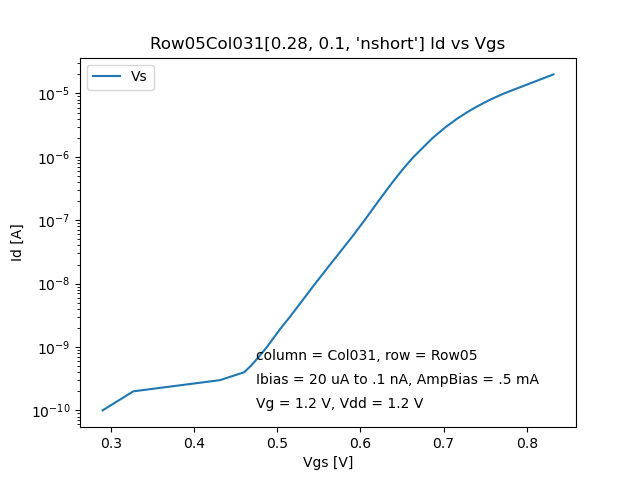 Row05Col031[0.28, 0.1, 'nshort'] Id vs Vgs
Vs
10⁻⁵
10⁻⁶
10⁻⁷
10⁻⁸
10⁻⁹
10⁻¹⁰
Id [A]
column = Col031, row = Row05
Ibias = 20 uA to .1 nA, AmpBias = .5 mA
Vg = 1.2 V, Vdd = 1.2 V
0.3 0.4 0.5 0.6 0.7 0.8
Vgs [V]